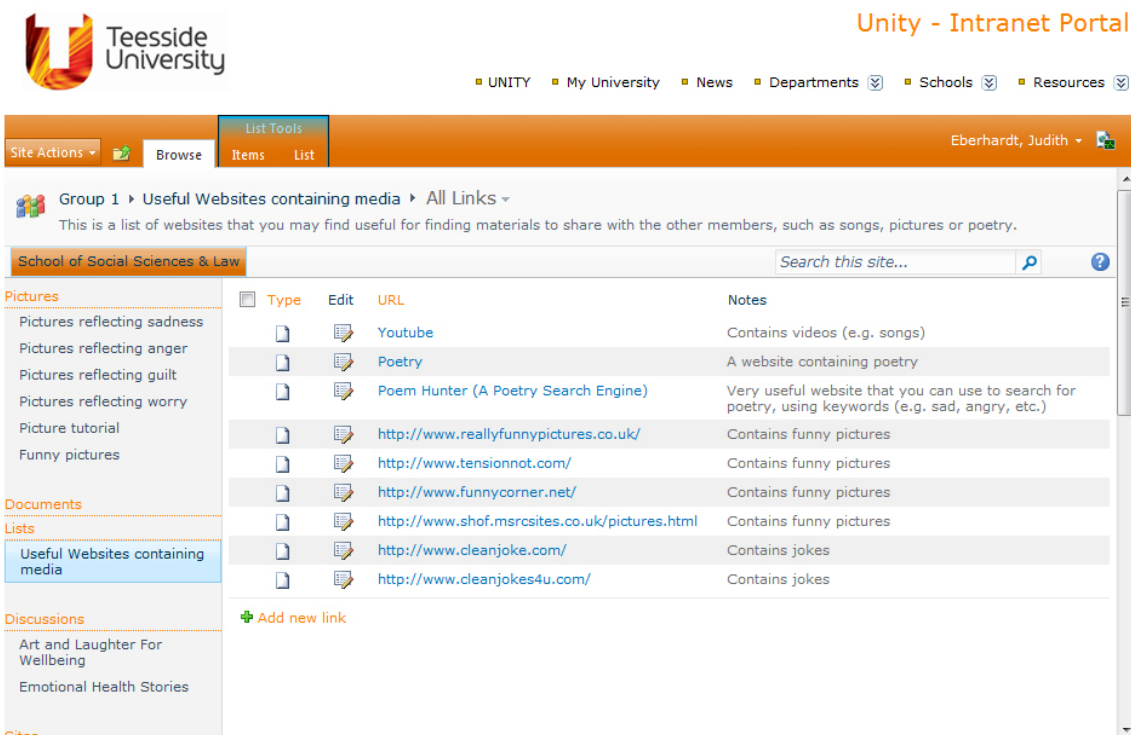 Teesside
University
Unity - Intranet Portal
UNITY My University News Departments Schools Resources
List Tools
Site Actions Browse Items List Eberhardt, Judith
Group 1 Useful Websites containing media All Links
This is a list of websites that you may find useful for finding materials to share with the other members, such as songs, pictures or poetry.
School of Social Sciences & Law Search this site...
Pictures
Pictures reflecting sadness
Pictures reflecting anger
Pictures reflecting guilt
Pictures reflecting worry
Picture tutorial
Funny pictures
Documents
Lists
Useful Websites containing
media
Discussions
Art and Laughter For
Wellbeing
Emotional Health Stories
Sites
Type Edit URL Notes
Youtube Contains videos (e.g. songs)
Poetry A website containing poetry
Poem Hunter (A Poetry Search Engine) Very useful website that you can use to search for
poetry, using keywords (e.g. sad, angry, etc.)
http://www.reallyfunnypictures.co.uk/ Contains funny pictures
http://www.tensionnot.com/ Contains funny pictures
http://www.funnycorner.net/ Contains funny pictures
http://www.shof.msrcsites.co.uk/pictures.html Contains funny pictures
http://www.cleanjoke.com/ Contains jokes
http://www.cleanjokes4u.com/ Contains jokes
Add new link